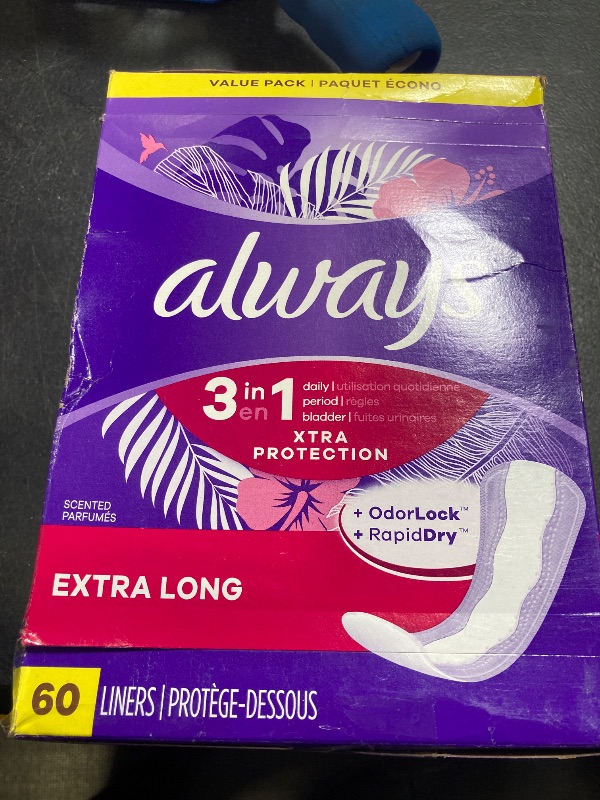 VALUE PACK | PAQUET ÉCONO
always
3 in en 1
daily | utilisation quotidienne
period | règles
bladder | fuites urinaires
XTRA
PROTECTION
SCENTED
PARFUMÉS
+ OdorLock™
+ RapidDry™
EXTRA LONG
60 LINERS | PROTÈGE-DESSOUS